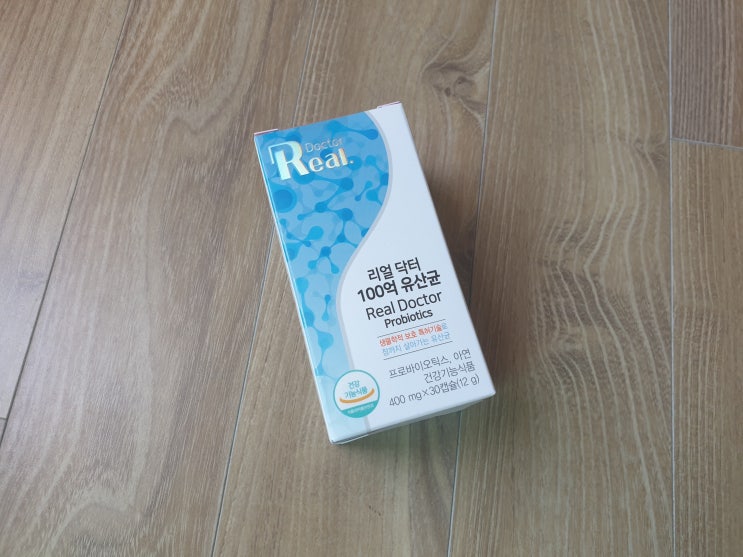 Doctor
Real.
리얼 닥터
100억 유산균
Real Doctor
Probiotics
생물학적 보호 특허기술로
장까지 살아가는 유산균
프로바이오틱스, 아연
건강기능식품
400 mg×30캡슐(12 g)
건강
기능식품